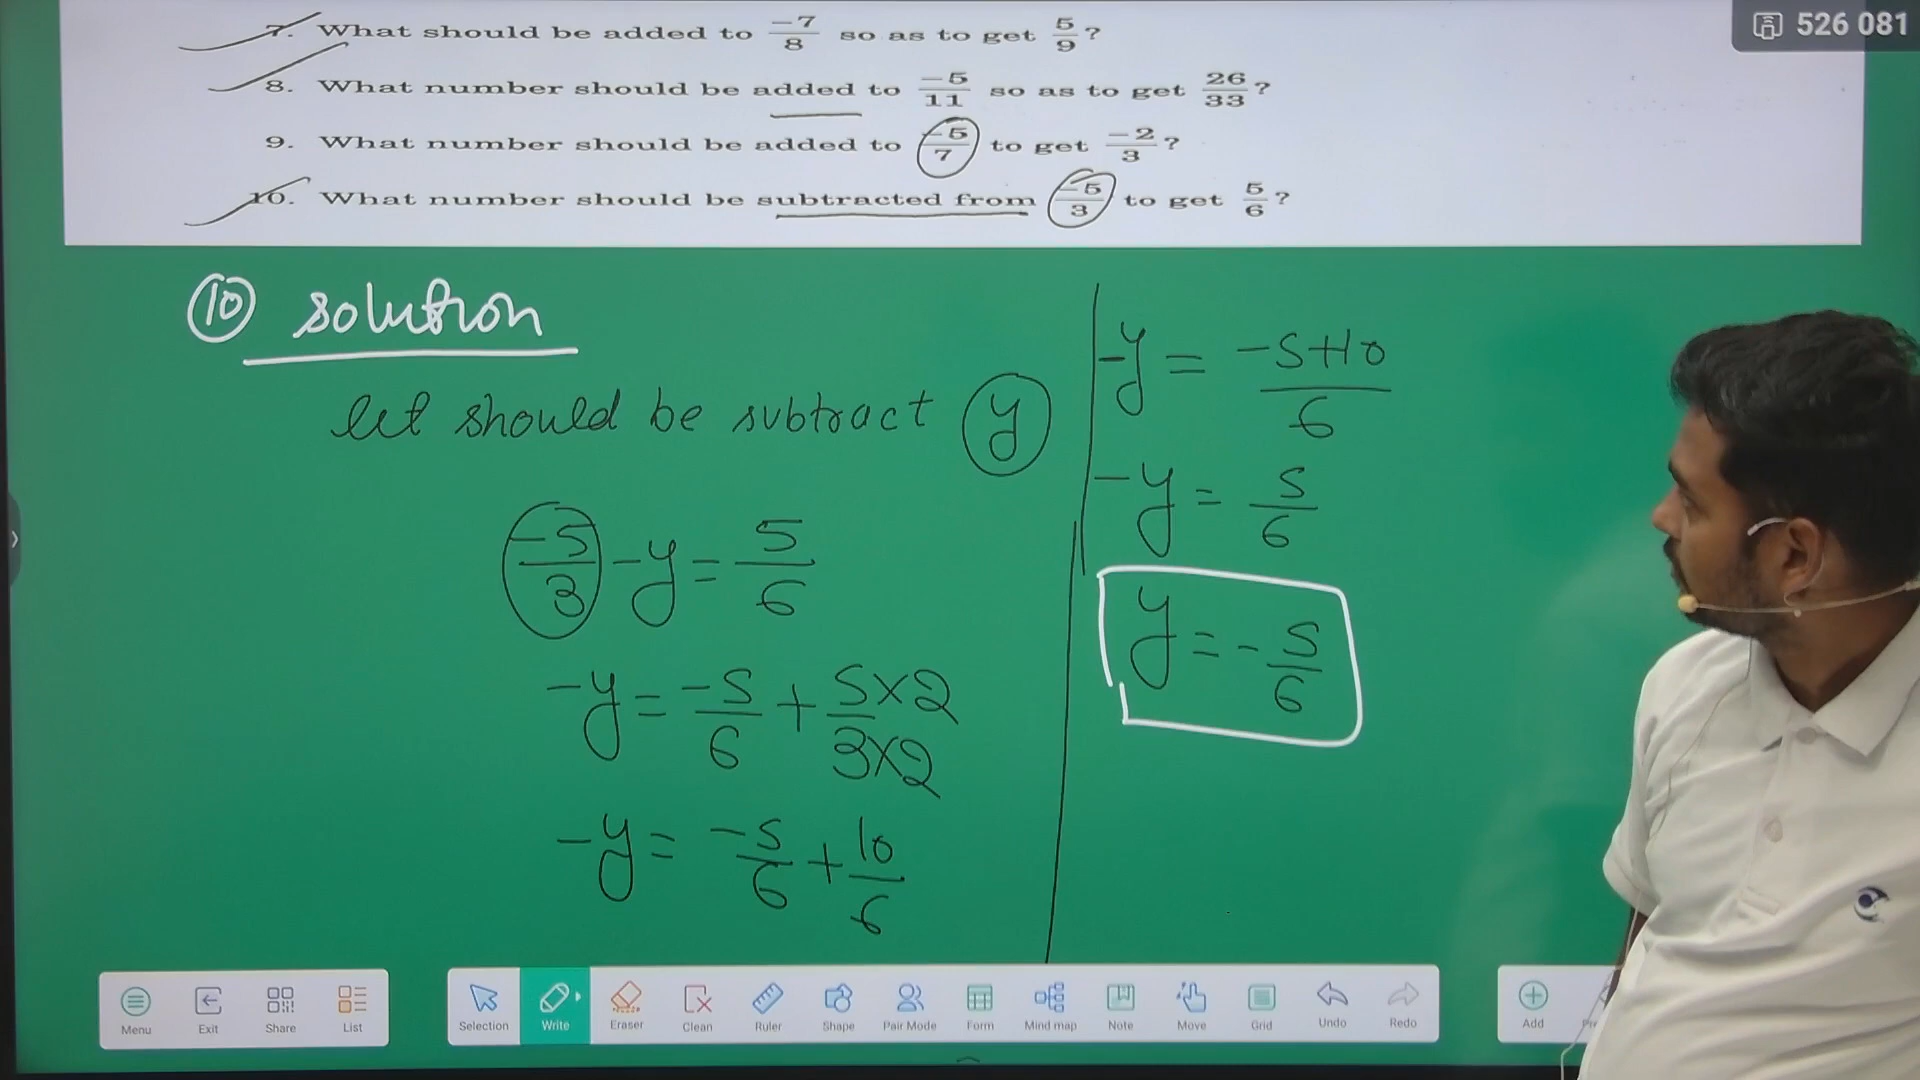 526 081
7. What should be added to -7/8 so as to get 5/9?
8. What number should be added to -5/11 so as to get 26/33?
9. What number should be added to -5/7 to get -2/3?
10. What number should be subtracted from -5/3 to get 5/6?
10 solution
let should be subtract y
-5/3 - y = 5/6
-y = -5/6 + 5×2/3×2
-y = -5/6 + 10/6
-y = -5+10/6
-y = 5/6
y = -5/6
Menu Exit Share List Selection Write Eraser Clean Ruler Shape Pair Mode Form Mind map Note Move Grid Undo Redo Add